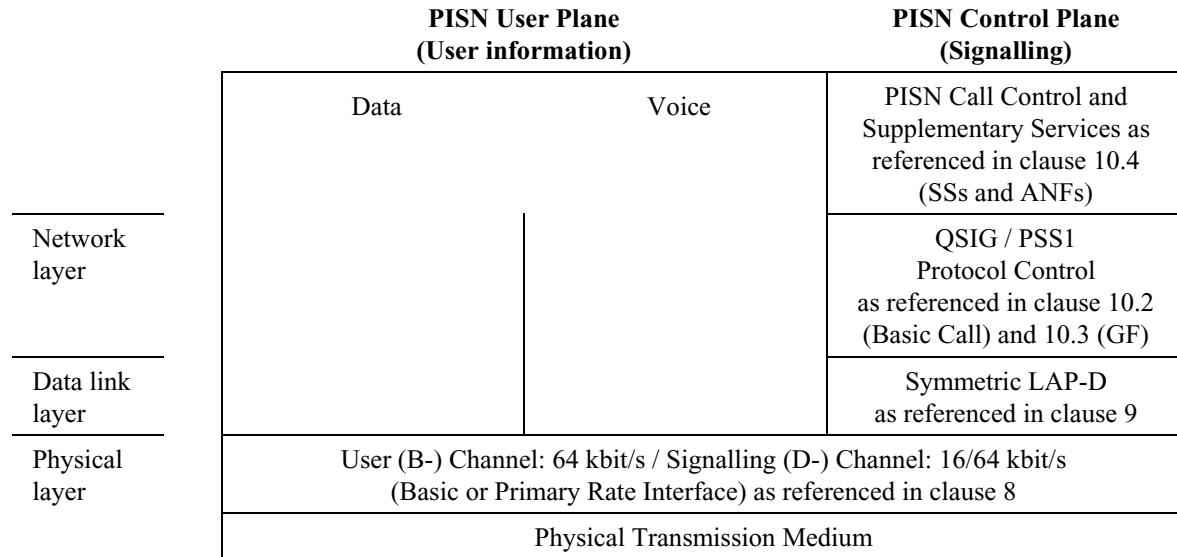 PISN User Plane
(User information)
PISN Control Plane
(Signalling)
Data
Voice
PISN Call Control and
Supplementary Services as
referenced in clause 10.4
(SSs and ANFs)
Network
layer
QSIG / PSS1
Protocol Control
as referenced in clause 10.2
(Basic Call) and 10.3 (GF)
Data link
layer
Symmetric LAP-D
as referenced in clause 9
Physical
layer
User (B-) Channel: 64 kbit/s / Signalling (D-) Channel: 16/64 kbit/s
(Basic or Primary Rate Interface) as referenced in clause 8
Physical Transmission Medium